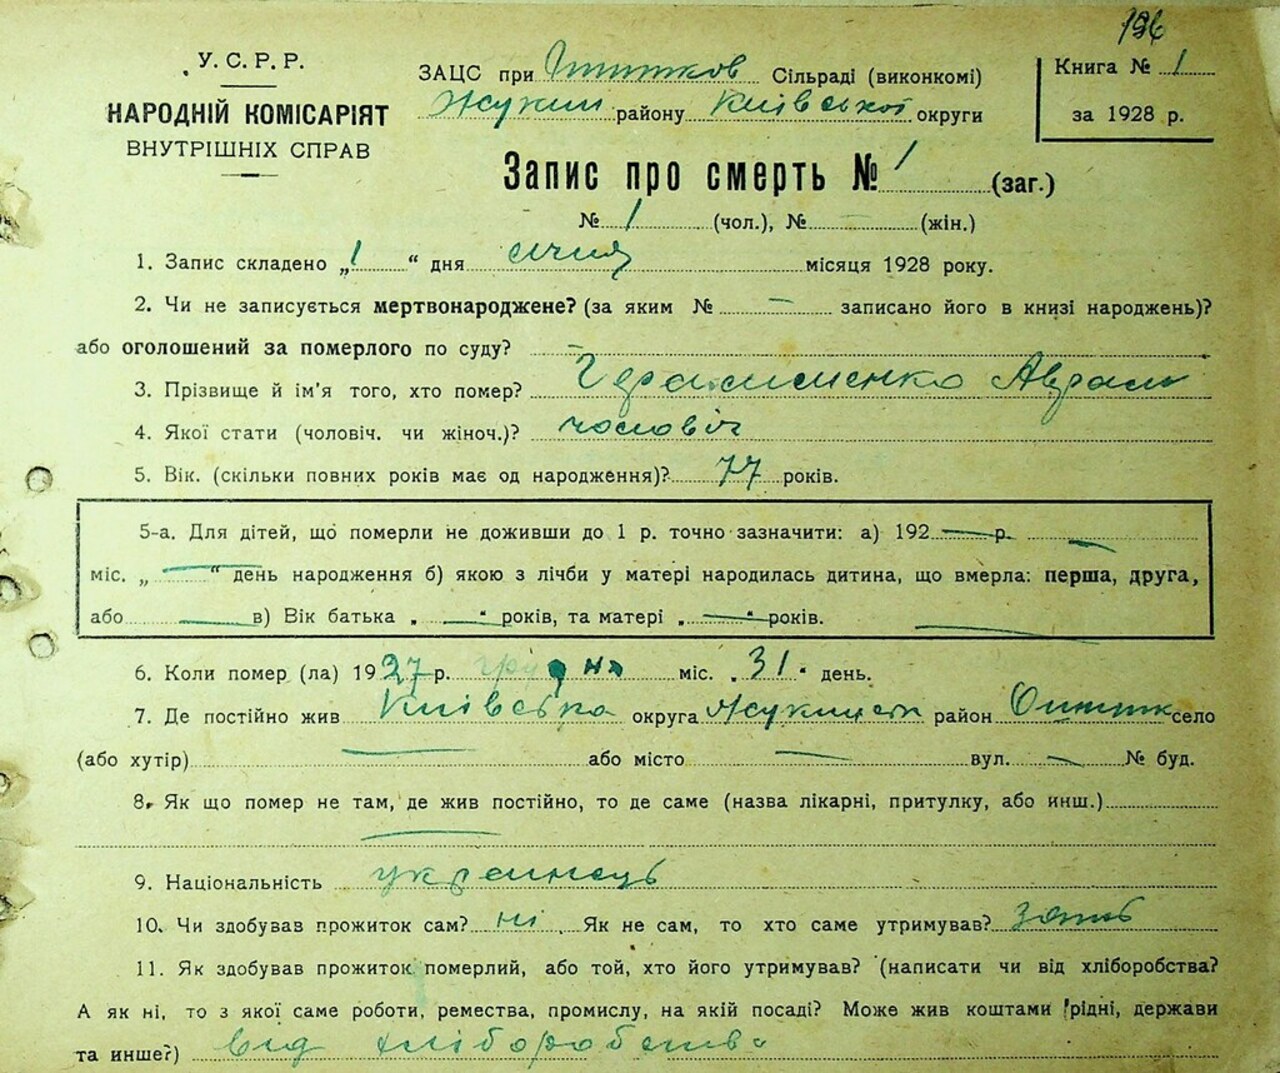 196
У. С. Р. Р.
НАРОДНІЙ КОМІСАРІЯТ
ВНУТРІШНІХ СПРАВ
ЗАЦС при Сільраді (виконкомі)
Жукин району Київської округи
Книга № 1
за 1928 р.
Запис про смерть № 1 (заг.)
№ 1 (чол.), № — (жін.)
1. Запис складено „1“ дня січня місяця 1928 року.
2. Чи не записується мертвонароджене? (за яким № — записано його в книзі народжень)?
або оголошений за померлого по суду? —
3. Прізвище й ім'я того, хто помер? Герасименко Аврам
4. Якої стати (чоловіч. чи жіноч.)? чоловіч
5. Вік. (скільки повних років має од народження)? 77 років.
5-а. Для дітей, що померли не доживши до 1 р. точно зазначити: а) 192 — р. —
міс. „ — “ день народження б) якою з лічби у матері народилась дитина, що вмерла: перша, друга,
або — в) Вік батька „ — “ років, та матері „ — “ років. —
6. Коли помер (ла) 1927 р. грудня міс. „31“ день.
7. Де постійно жив Київська округа район село
(або хутір) — або місто — вул. — № буд.
8. Як що помер не там, де жив постійно, то де саме (назва лікарні, притулку, або инш.)
—
9. Національність украинець
10. Чи здобував прожиток сам? ні. Як не сам, то хто саме утримував? зять
11. Як здобував прожиток померлий, або той, хто його утримував? (написати чи від хліборобства?
А як ні, то з якої саме роботи, ремества, промислу, на якій посаді? Може жив коштами рідні, держави
та инше?) від хліборобства